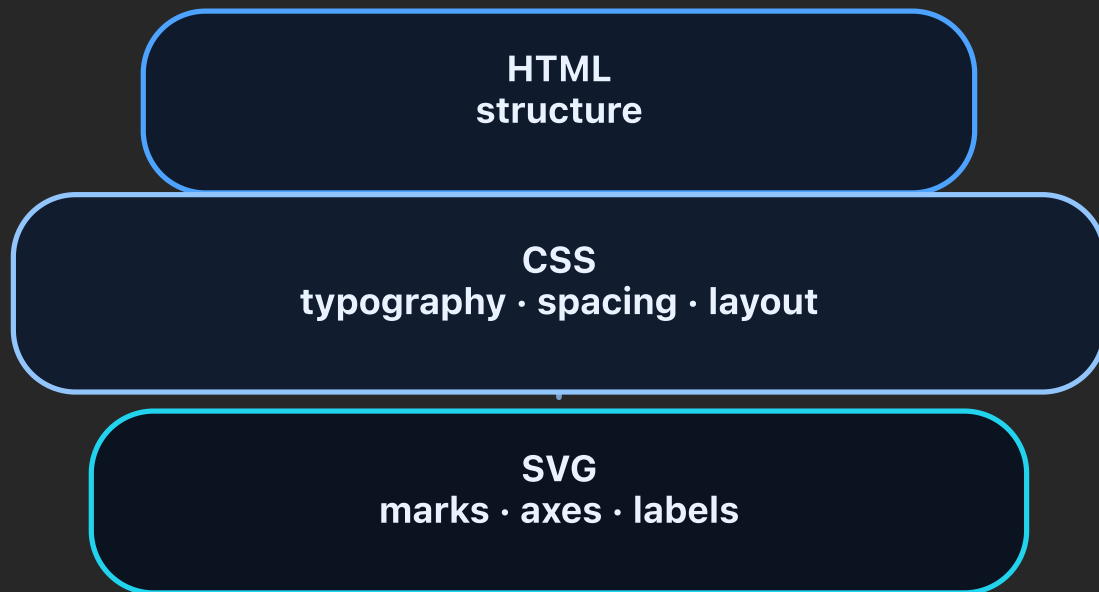 HTML
structure
CSS
typography · spacing · layout
SVG
marks · axes · labels